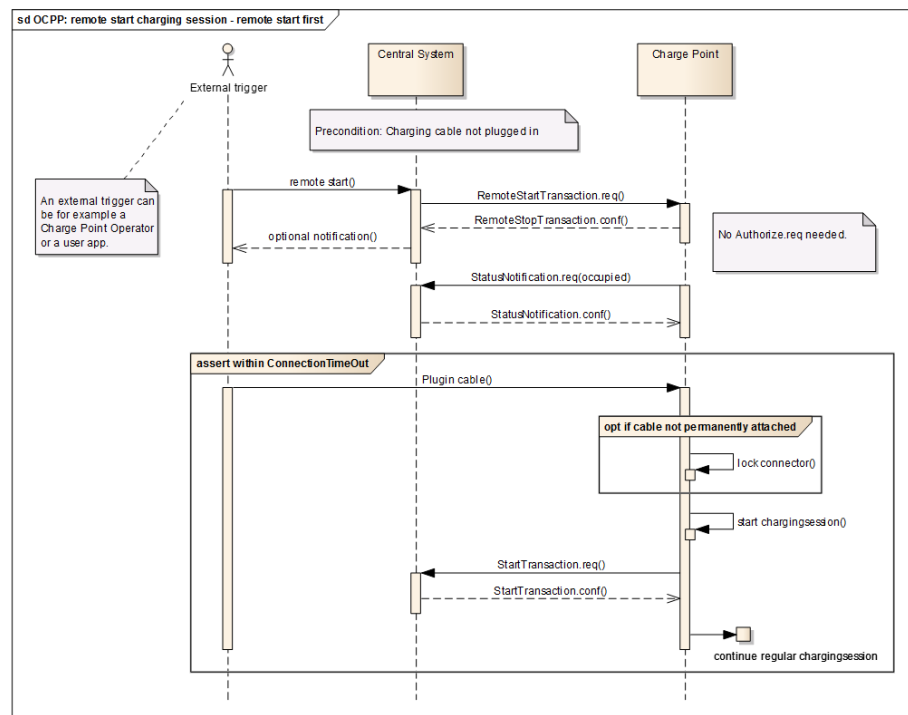 sd OCPP: remote start charging session - remote start first
External trigger
Central System
Charge Point
Precondition: Charging cable not plugged in
An external trigger can
be for example a
Charge Point Operator
or a user app.
remote start()
RemoteStartTransaction.req()
RemoteStopTransaction.conf()
optional notification()
No Authorize.req needed.
StatusNotification.req(occupied)
StatusNotification.conf()
assert within ConnectionTimeOut
Plugin cable()
opt if cable not permanently attached
lock connector()
start chargingsession()
StartTransaction.req()
StartTransaction.conf()
continue regular chargingsession